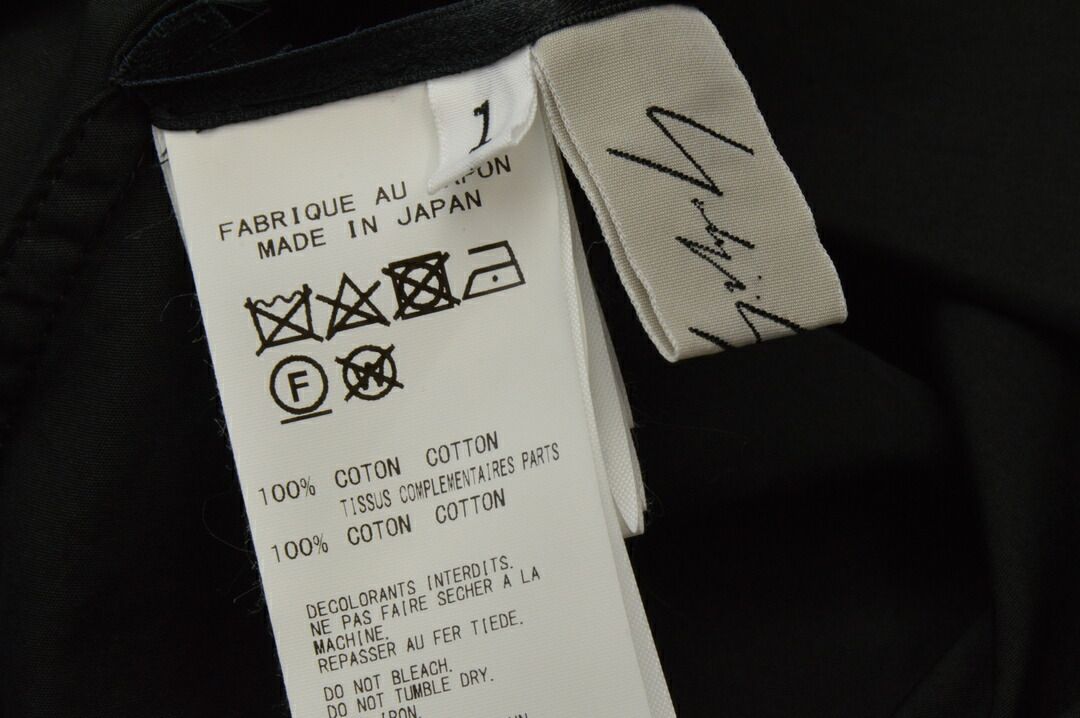 1
FABRIQUE AU JAPON
MADE IN JAPAN
F
W
100% COTON COTTON
TISSUS COMPLEMENTAIRES PARTS
100% COTON COTTON
DECOLORANTS INTERDITS.
NE PAS FAIRE SECHER A LA
MACHINE.
REPASSER AU FER TIEDE.
DO NOT BLEACH.
DO NOT TUMBLE DRY.
IRON.